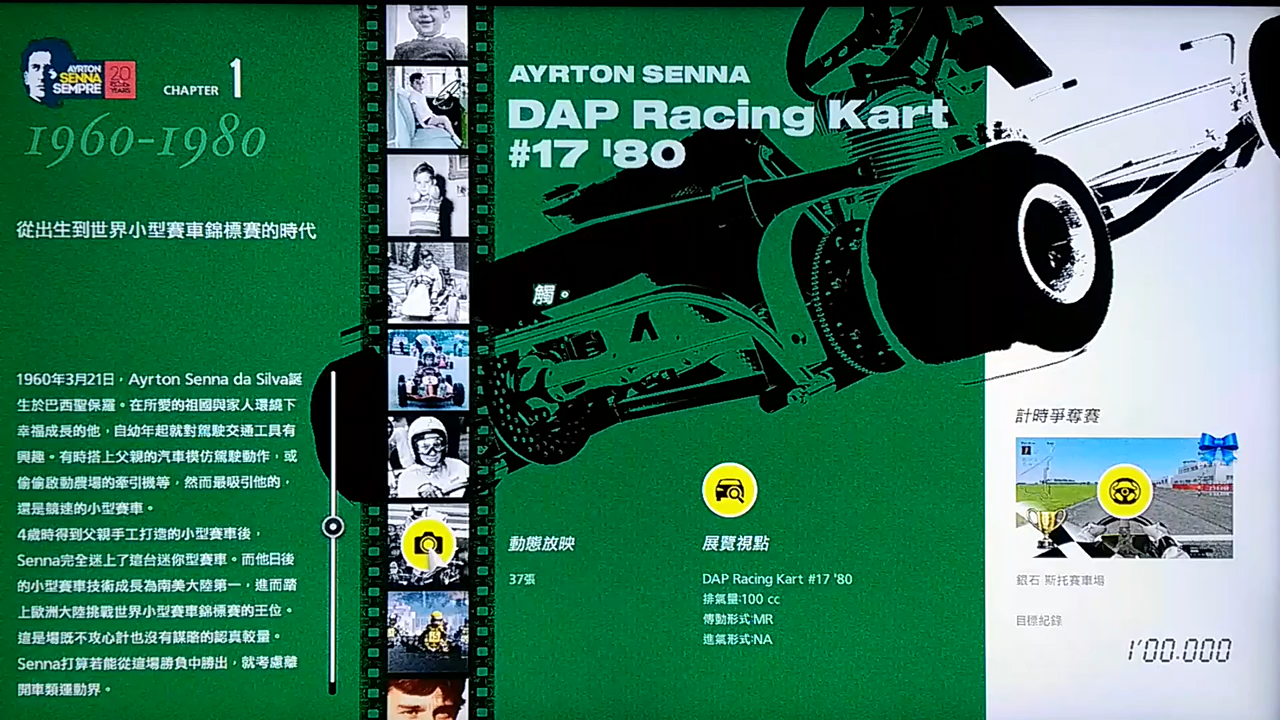 AYRTON
SENNA
SEMPRE
20
YEARS
CHAPTER 1
1960-1980
從出生到世界小型賽車錦標賽的時代
1960年3月21日，Ayrton Senna da Silva誕
生於巴西聖保羅。在所愛的祖國與家人環繞下
幸福成長的他，自幼年起就對駕駛交通工具有
興趣。有時搭上父親的汽車模仿駕駛動作，或
偷偷啟動農場的牽引機等，然而最吸引他的，
還是競速的小型賽車。
4歲時得到父親手工打造的小型賽車後，
Senna完全迷上了這台迷你型賽車。而他日後
的小型賽車技術成長為南美大陸第一，進而踏
上歐洲大陸挑戰世界小型賽車錦標賽的王位。
這是場既不攻心計也沒有謀略的認真較量。
Senna打算若能從這場勝負中勝出，就考慮離
開車類運動界。
AYRTON SENNA
DAP Racing Kart
#17 '80
觸。
動態放映
37張
展覽視點
DAP Racing Kart #17 '80
排氣量:100 cc
傳動形式:MR
進氣形式:NA
計時爭奪賽
銀石 斯托賽車場
目標紀錄
1'00.000